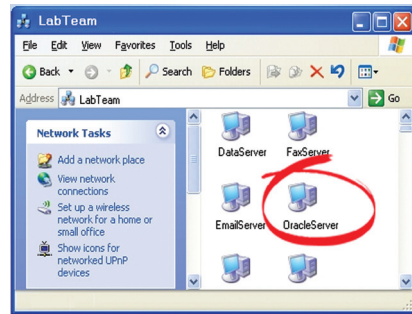 LabTeam
File Edit View Favorites Tools Help
Back Search Folders
Address LabTeam Go
Network Tasks
Add a network place
View network
connections
Set up a wireless
network for a home or
small office
Show icons for
networked UPnP
devices
DataServer FaxServer
EmailServer OracleServer